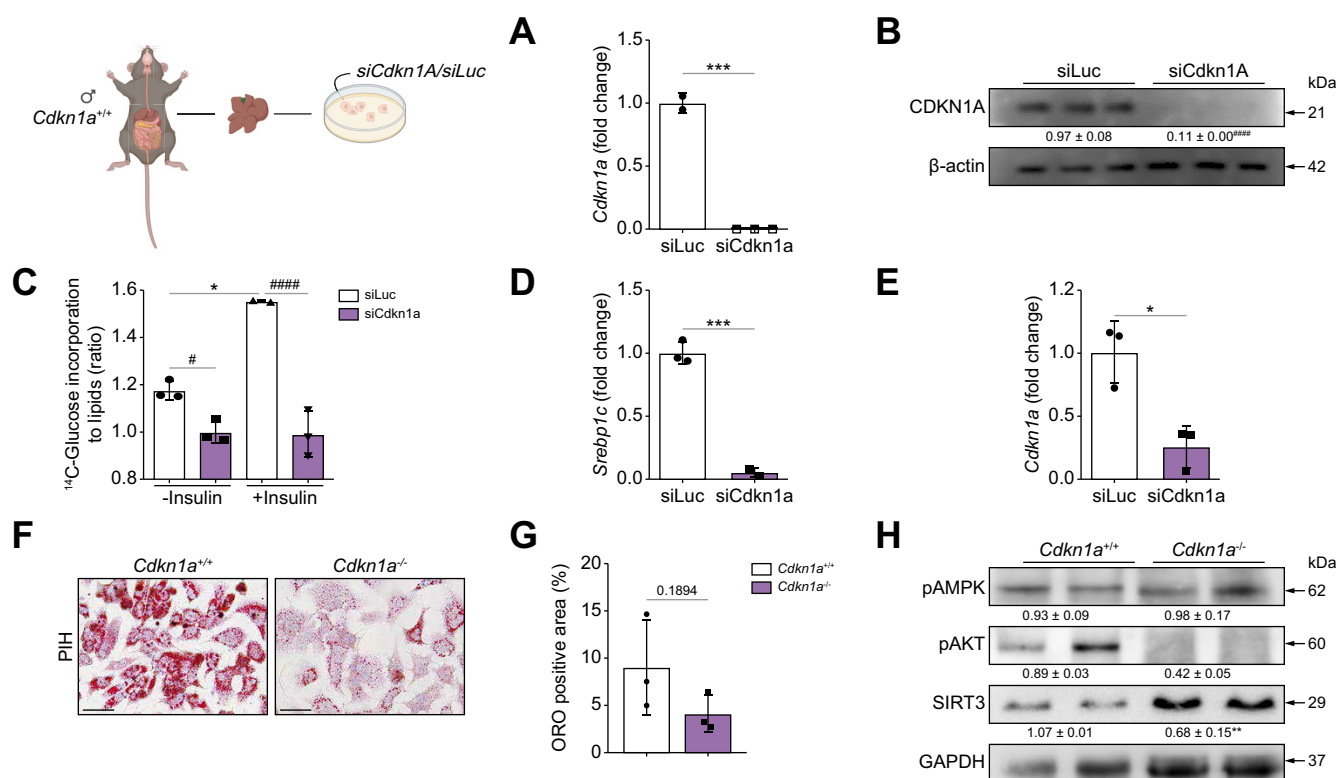 siCdkn1A/siLuc
♂
Cdkn1a+/+
A
Cdkn1a (fold change)
1.5
1.0
0.5
0.0
***
siLuc
siCdkn1a
B
siLuc
siCdkn1A
kDa
CDKN1A
21
0.97 ± 0.08
0.11 ± 0.00####
β-actin
42
C
14C-Glucose incorporation
to lipids (ratio)
1.6
1.4
1.2
1.0
0.8
*
####
#
siLuc
siCdkn1a
-Insulin
+Insulin
D
Srebp1c (fold change)
1.5
1.0
0.5
0.0
***
siLuc
siCdkn1a
E
Cdkn1a (fold change)
1.5
1.0
0.5
0.0
*
siLuc
siCdkn1a
F
Cdkn1a+/+
Cdkn1a-/-
PIH
G
ORO positive area (%)
20
15
10
5
0
0.1894
Cdkn1a+/+
Cdkn1a-/-
H
Cdkn1a+/+
Cdkn1a-/-
kDa
pAMPK
62
0.93 ± 0.09
0.98 ± 0.17
pAKT
60
0.89 ± 0.03
0.42 ± 0.05
SIRT3
29
1.07 ± 0.01
0.68 ± 0.15**
GAPDH
37